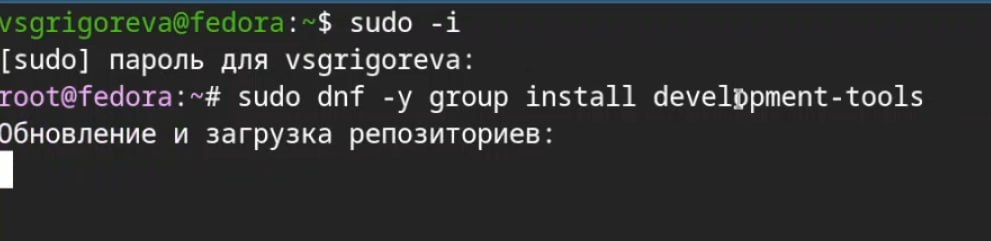 vsgrigoreva@fedora:~$ sudo -i
[sudo] пароль для vsgrigoreva:
root@fedora:~# sudo dnf -y group install development-tools
Обновление и загрузка репозиториев: